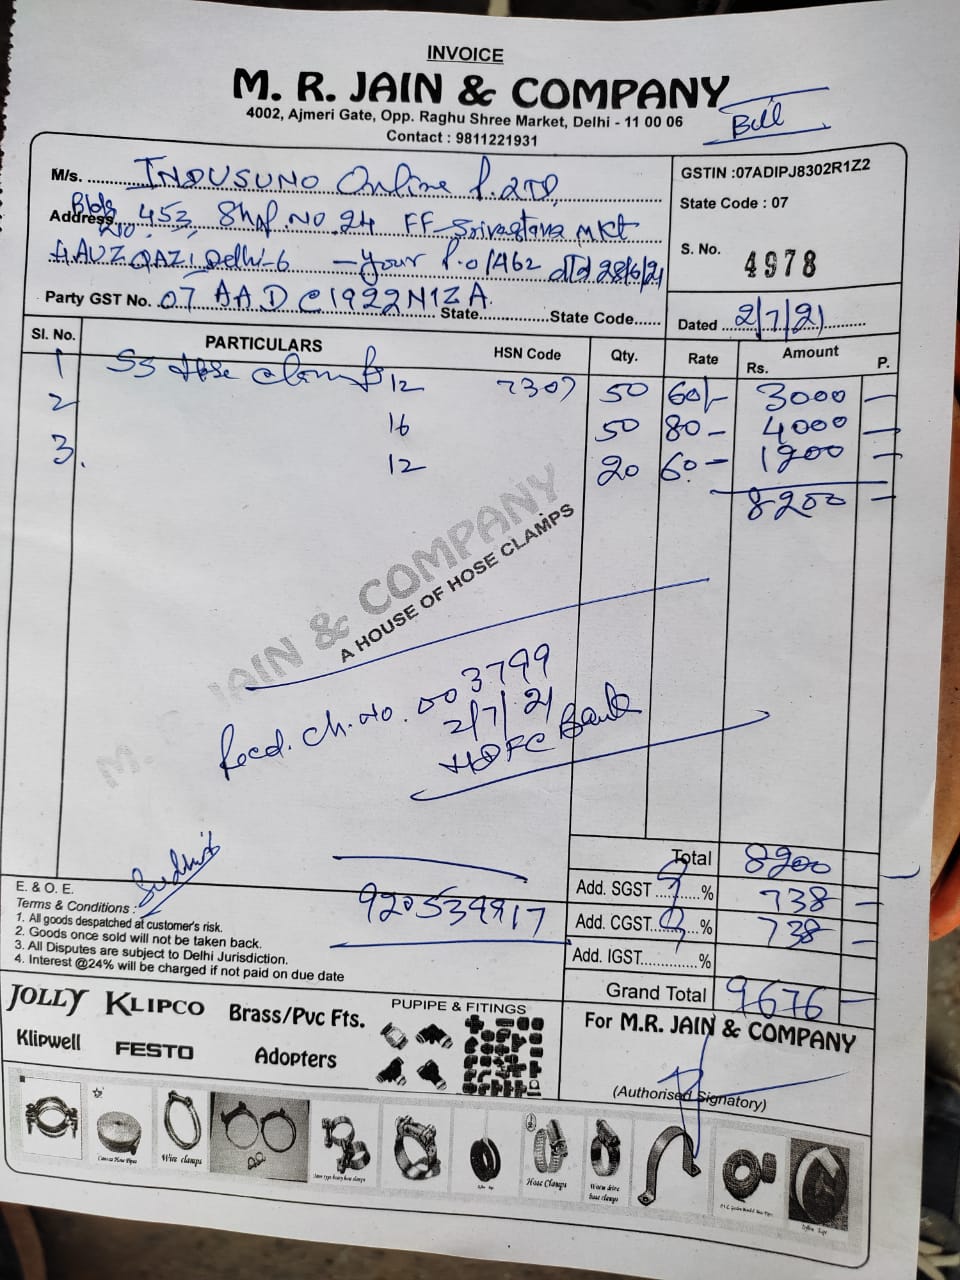 INVOICE
M. R. JAIN & COMPANY
4002, Ajmeri Gate, Opp. Raghu Shree Market, Delhi - 11 00 06
Contact : 9811221931
Bill
M/s. INDUSUNO Online P. LTD,
Address Bldg No. 453, Shop.No.24 FF-Srivastava MKt
HAUZ QAZI, Delhi-6 - your P.o/462 dtd 28/6/21
Party GST No. 07 AADC1922N1ZA State.............State Code......
GSTIN :07ADIPJ8302R1Z2
State Code : 07
S. No. 4978
Dated 2/7/21
Sl. No. PARTICULARS HSN Code Qty. Rate Amount Rs. P.
1 SS Hose Clamp 12 7307 50 60/- 3000 -
2 16 50 80 - 4000 -
3. 12 20 60 - 1200 -
8200 -
M. R. JAIN & COMPANY
A HOUSE OF HOSE CLAMPS
Recd. Ch. No. 003799
2/7/21
HDFC Bank
Total 8200
Add. SGST 9 % 738 -
Add. CGST 9 % 738 -
Add. IGST.............%
Grand Total 9676 -
E. & O. E.
Terms & Conditions :
1. All goods despatched at customer's risk.
2. Goods once sold will not be taken back.
3. All Disputes are subject to Delhi Jurisdiction.
4. Interest @24% will be charged if not paid on due date
For M.R. JAIN & COMPANY
(Authorised Signatory)
JOLLY KLIPCO Brass/Pvc Fts. PUPIPE & FITINGS
Klipwell FESTO Adopters
Wire clamps
Hose Clamps
Worm drive hose clamps